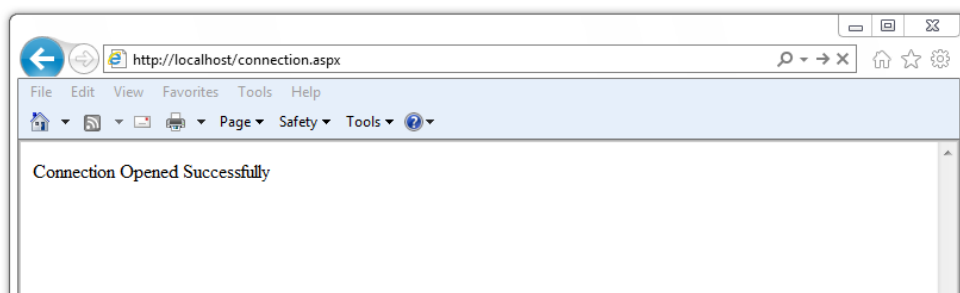 http://localhost/connection.aspx
File Edit View Favorites Tools Help
Page Safety Tools
Connection Opened Successfully